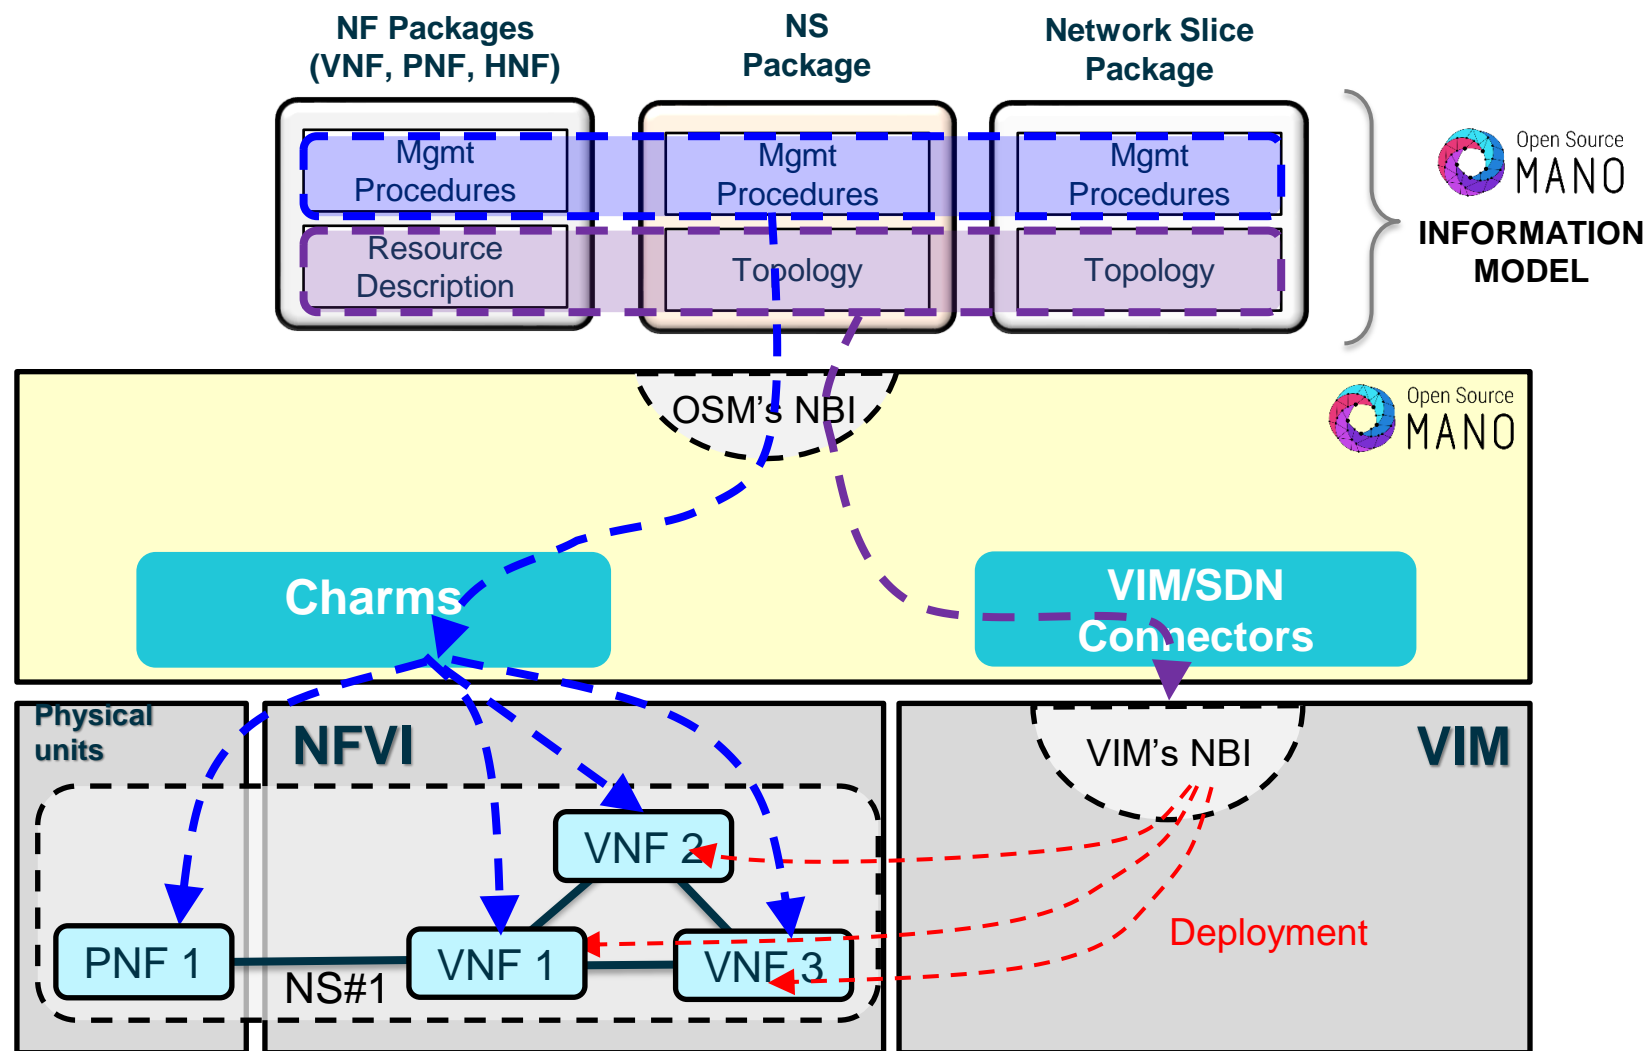 NF Packages
(VNF, PNF, HNF)
NS
Package
Network Slice
Package
Mgmt
Procedures
Mgmt
Procedures
Mgmt
Procedures
Resource
Description
Topology
Topology
Open Source
MANO
INFORMATION
MODEL
OSM's NBI
Open Source
MANO
Charms
VIM/SDN
Connectors
Physical
units
NFVI
VIM's NBI
VIM
VNF 2
PNF 1
NS#1
VNF 1
VNF 3
Deployment